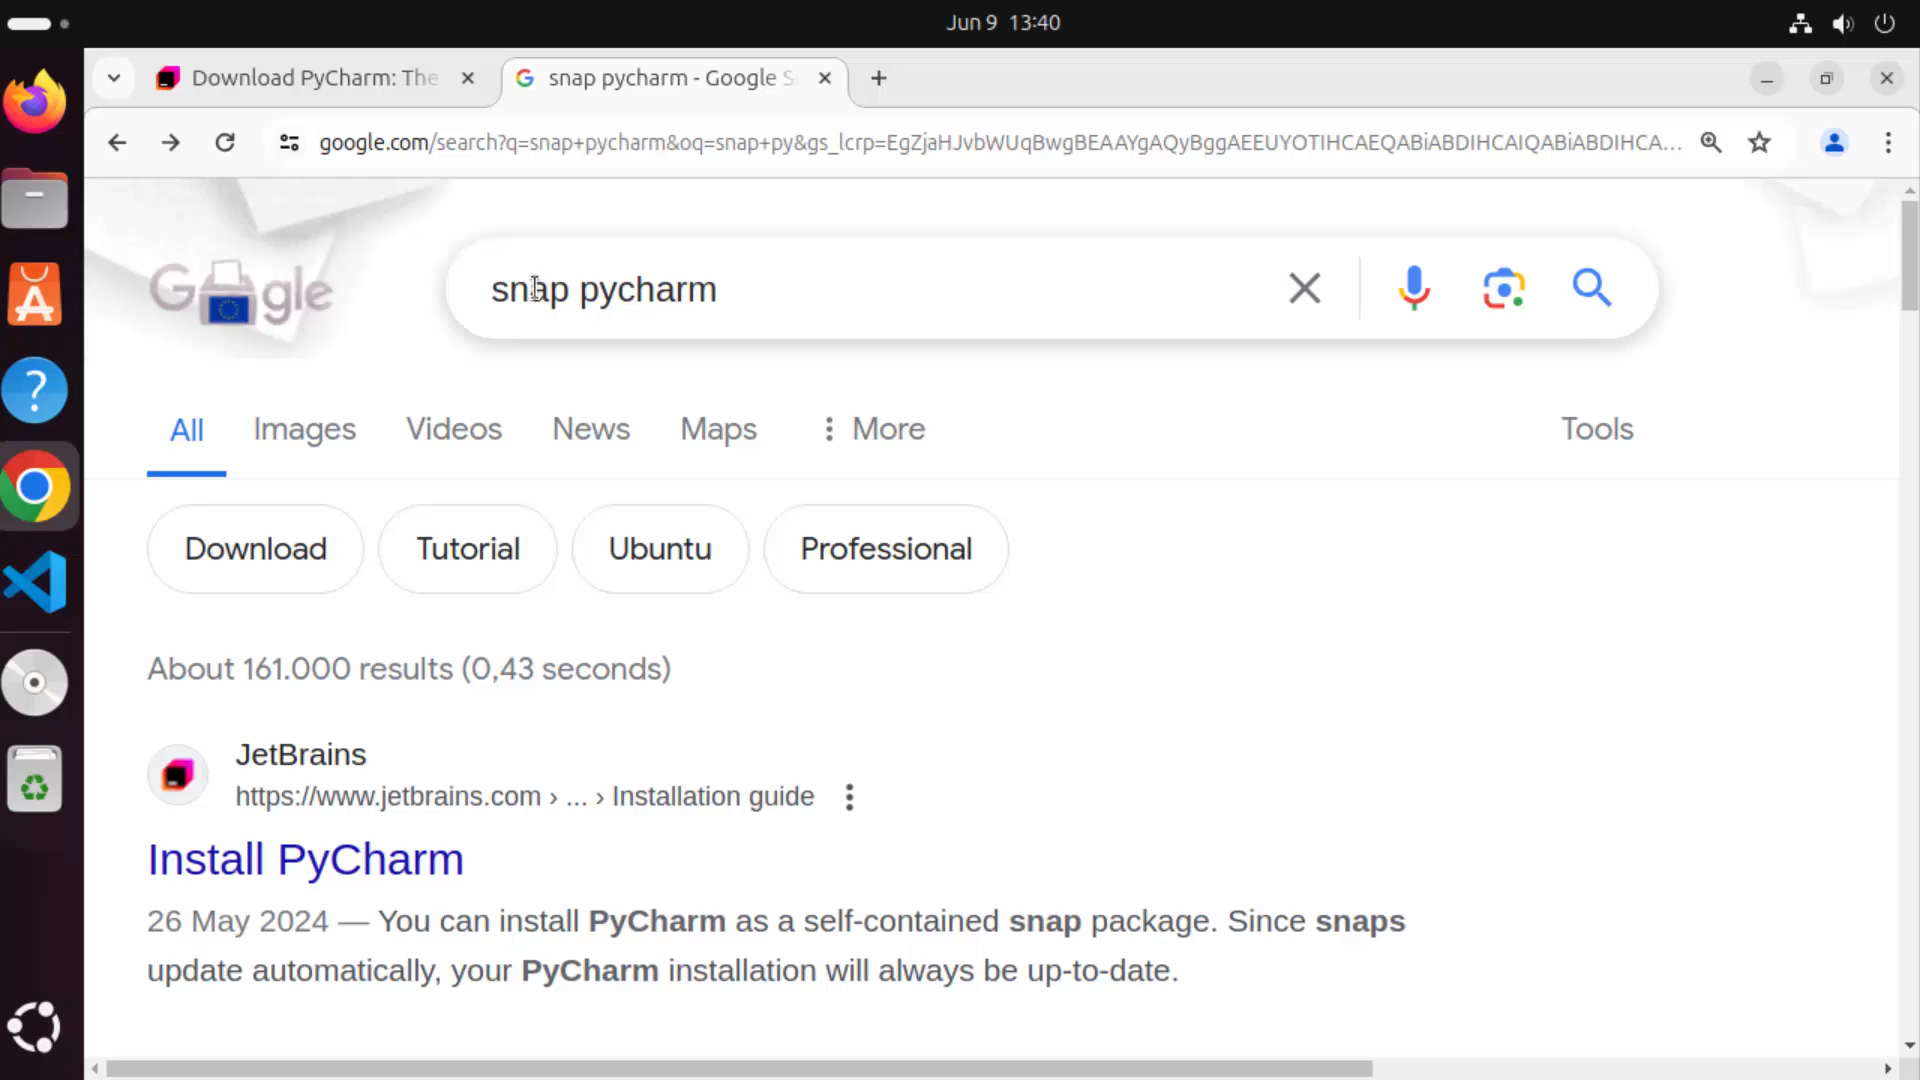 Jun 9 13:40
Download PyCharm: The
snap pycharm - Google S
google.com/search?q=snap+pycharm&oq=snap+py&gs_lcrp=EgZjaHJvbWUqBwgBEAAYgAQyBggAEEUYOTIHCAEQABiABDIHCAIQABiABDIHCA...
Google
snap pycharm
All
Images
Videos
News
Maps
More
Tools
Download
Tutorial
Ubuntu
Professional
About 161.000 results (0,43 seconds)
JetBrains
https://www.jetbrains.com › ... › Installation guide
Install PyCharm
26 May 2024 — You can install PyCharm as a self-contained snap package. Since snaps
update automatically, your PyCharm installation will always be up-to-date.